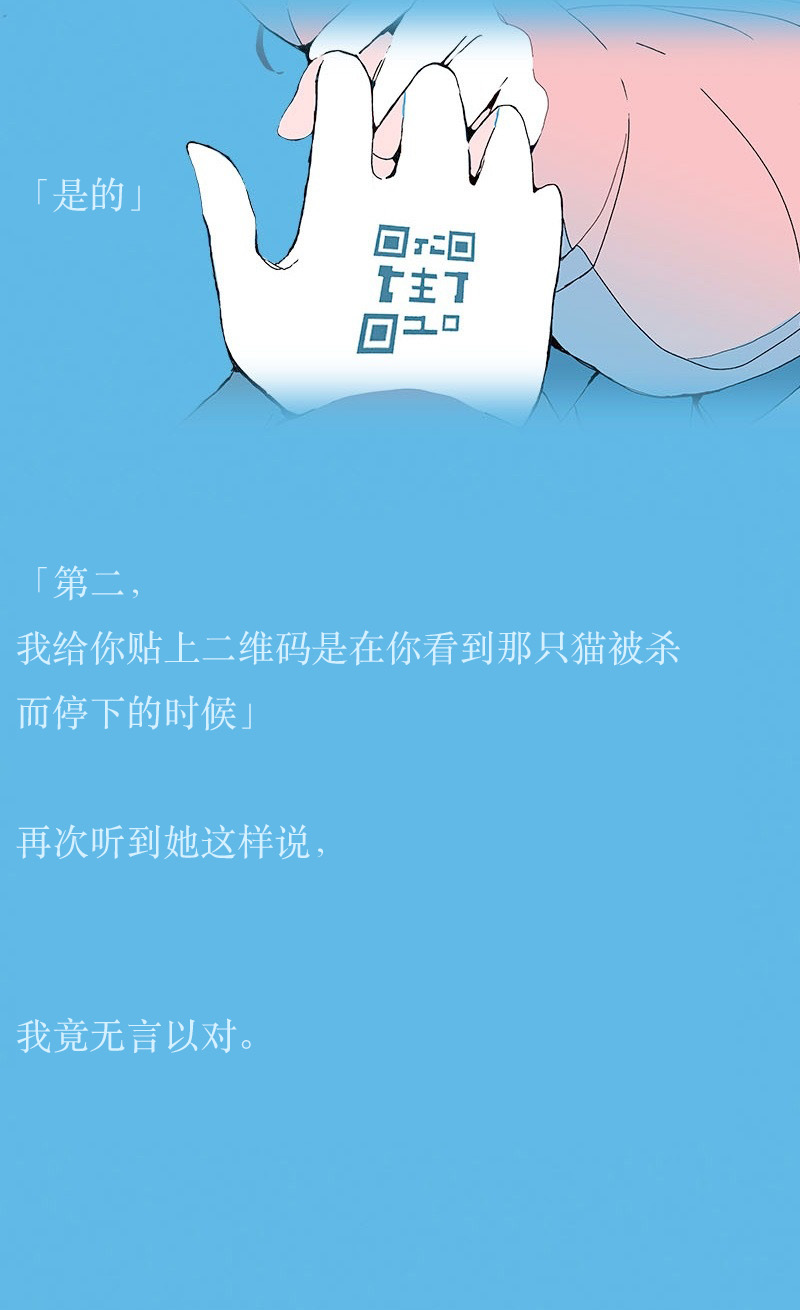 「是的」
「第二，
我给你贴上二维码是在你看到那只猫被杀
而停下的时候」
再次听到她这样说，
我竟无言以对。